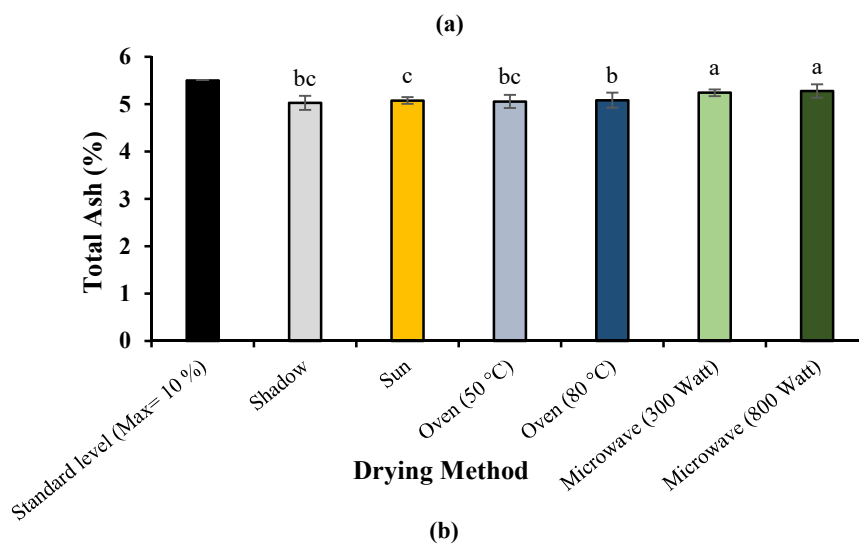 (a)
Total Ash (%)
6
5
4
3
2
1
0
bc
c
bc
b
a
a
Standard level (Max= 10 %)
Shadow
Sun
Oven (50 °C)
Oven (80 °C)
Microwave (300 Watt)
Microwave (800 Watt)
Drying Method
(b)